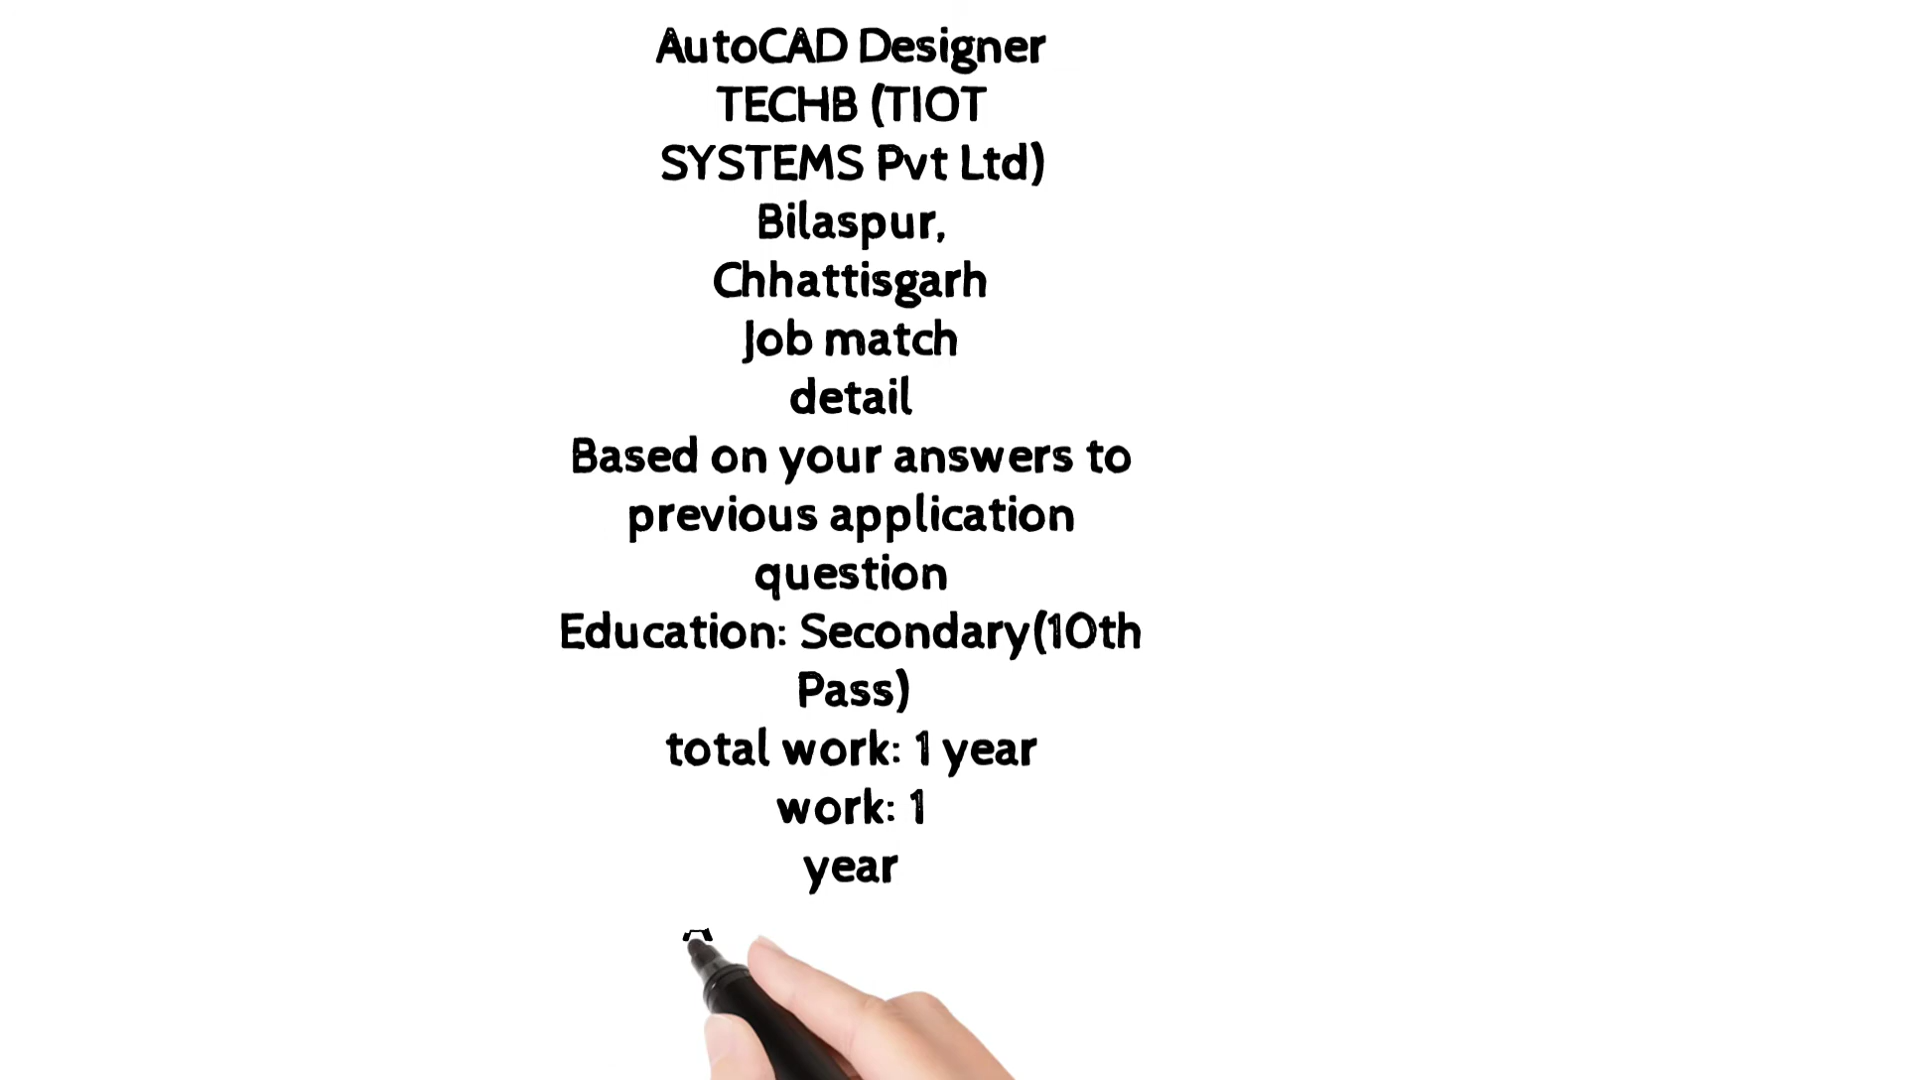 AutoCAD Designer
TECHB (TIOT
SYSTEMS Pvt Ltd)
Bilaspur,
Chhattisgarh
Job match
detail
Based on your answers to
previous application
question
Education: Secondary(10th
Pass)
total work: 1 year
work: 1
year